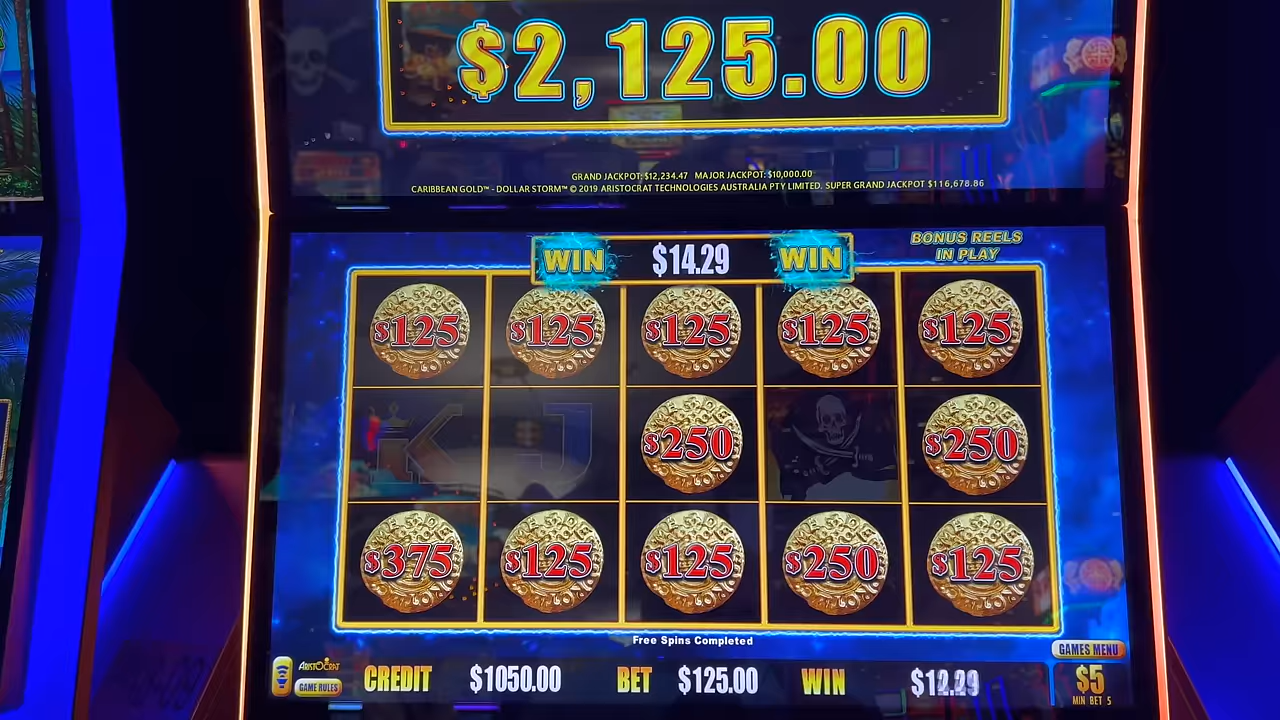 $2,125.00
GRAND JACKPOT: $12,234.47 MAJOR JACKPOT: $10,000.00
CARIBBEAN GOLD™ - DOLLAR STORM™ © 2019 ARISTOCRAT TECHNOLOGIES AUSTRALIA PTY LIMITED. SUPER GRAND JACKPOT $116,678.86
WIN $14.29 WIN
BONUS REELS
IN PLAY
$125 $125 $125 $125 $125
K J $250 $250
$375 $125 $125 $250 $125
Free Spins Completed
GAMES MENU
ARISTOCRAT
GAME RULES
CREDIT $1050.00 BET $125.00 WIN
$5
MIN BET 5